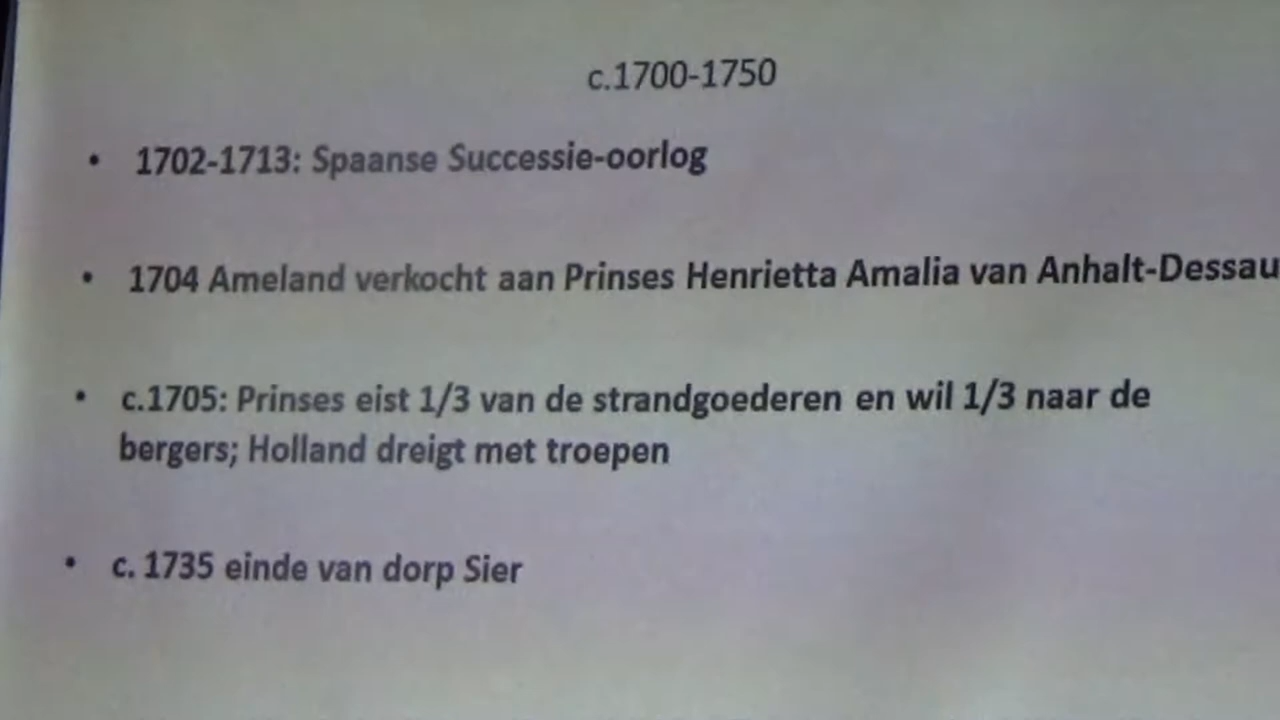 c.1700-1750
• 1702-1713: Spaanse Successie-oorlog
• 1704 Ameland verkocht aan Prinses Henrietta Amalia van Anhalt-Dessau
• c.1705: Prinses eist 1/3 van de strandgoederen en wil 1/3 naar de
bergers; Holland dreigt met troepen
• c. 1735 einde van dorp Sier